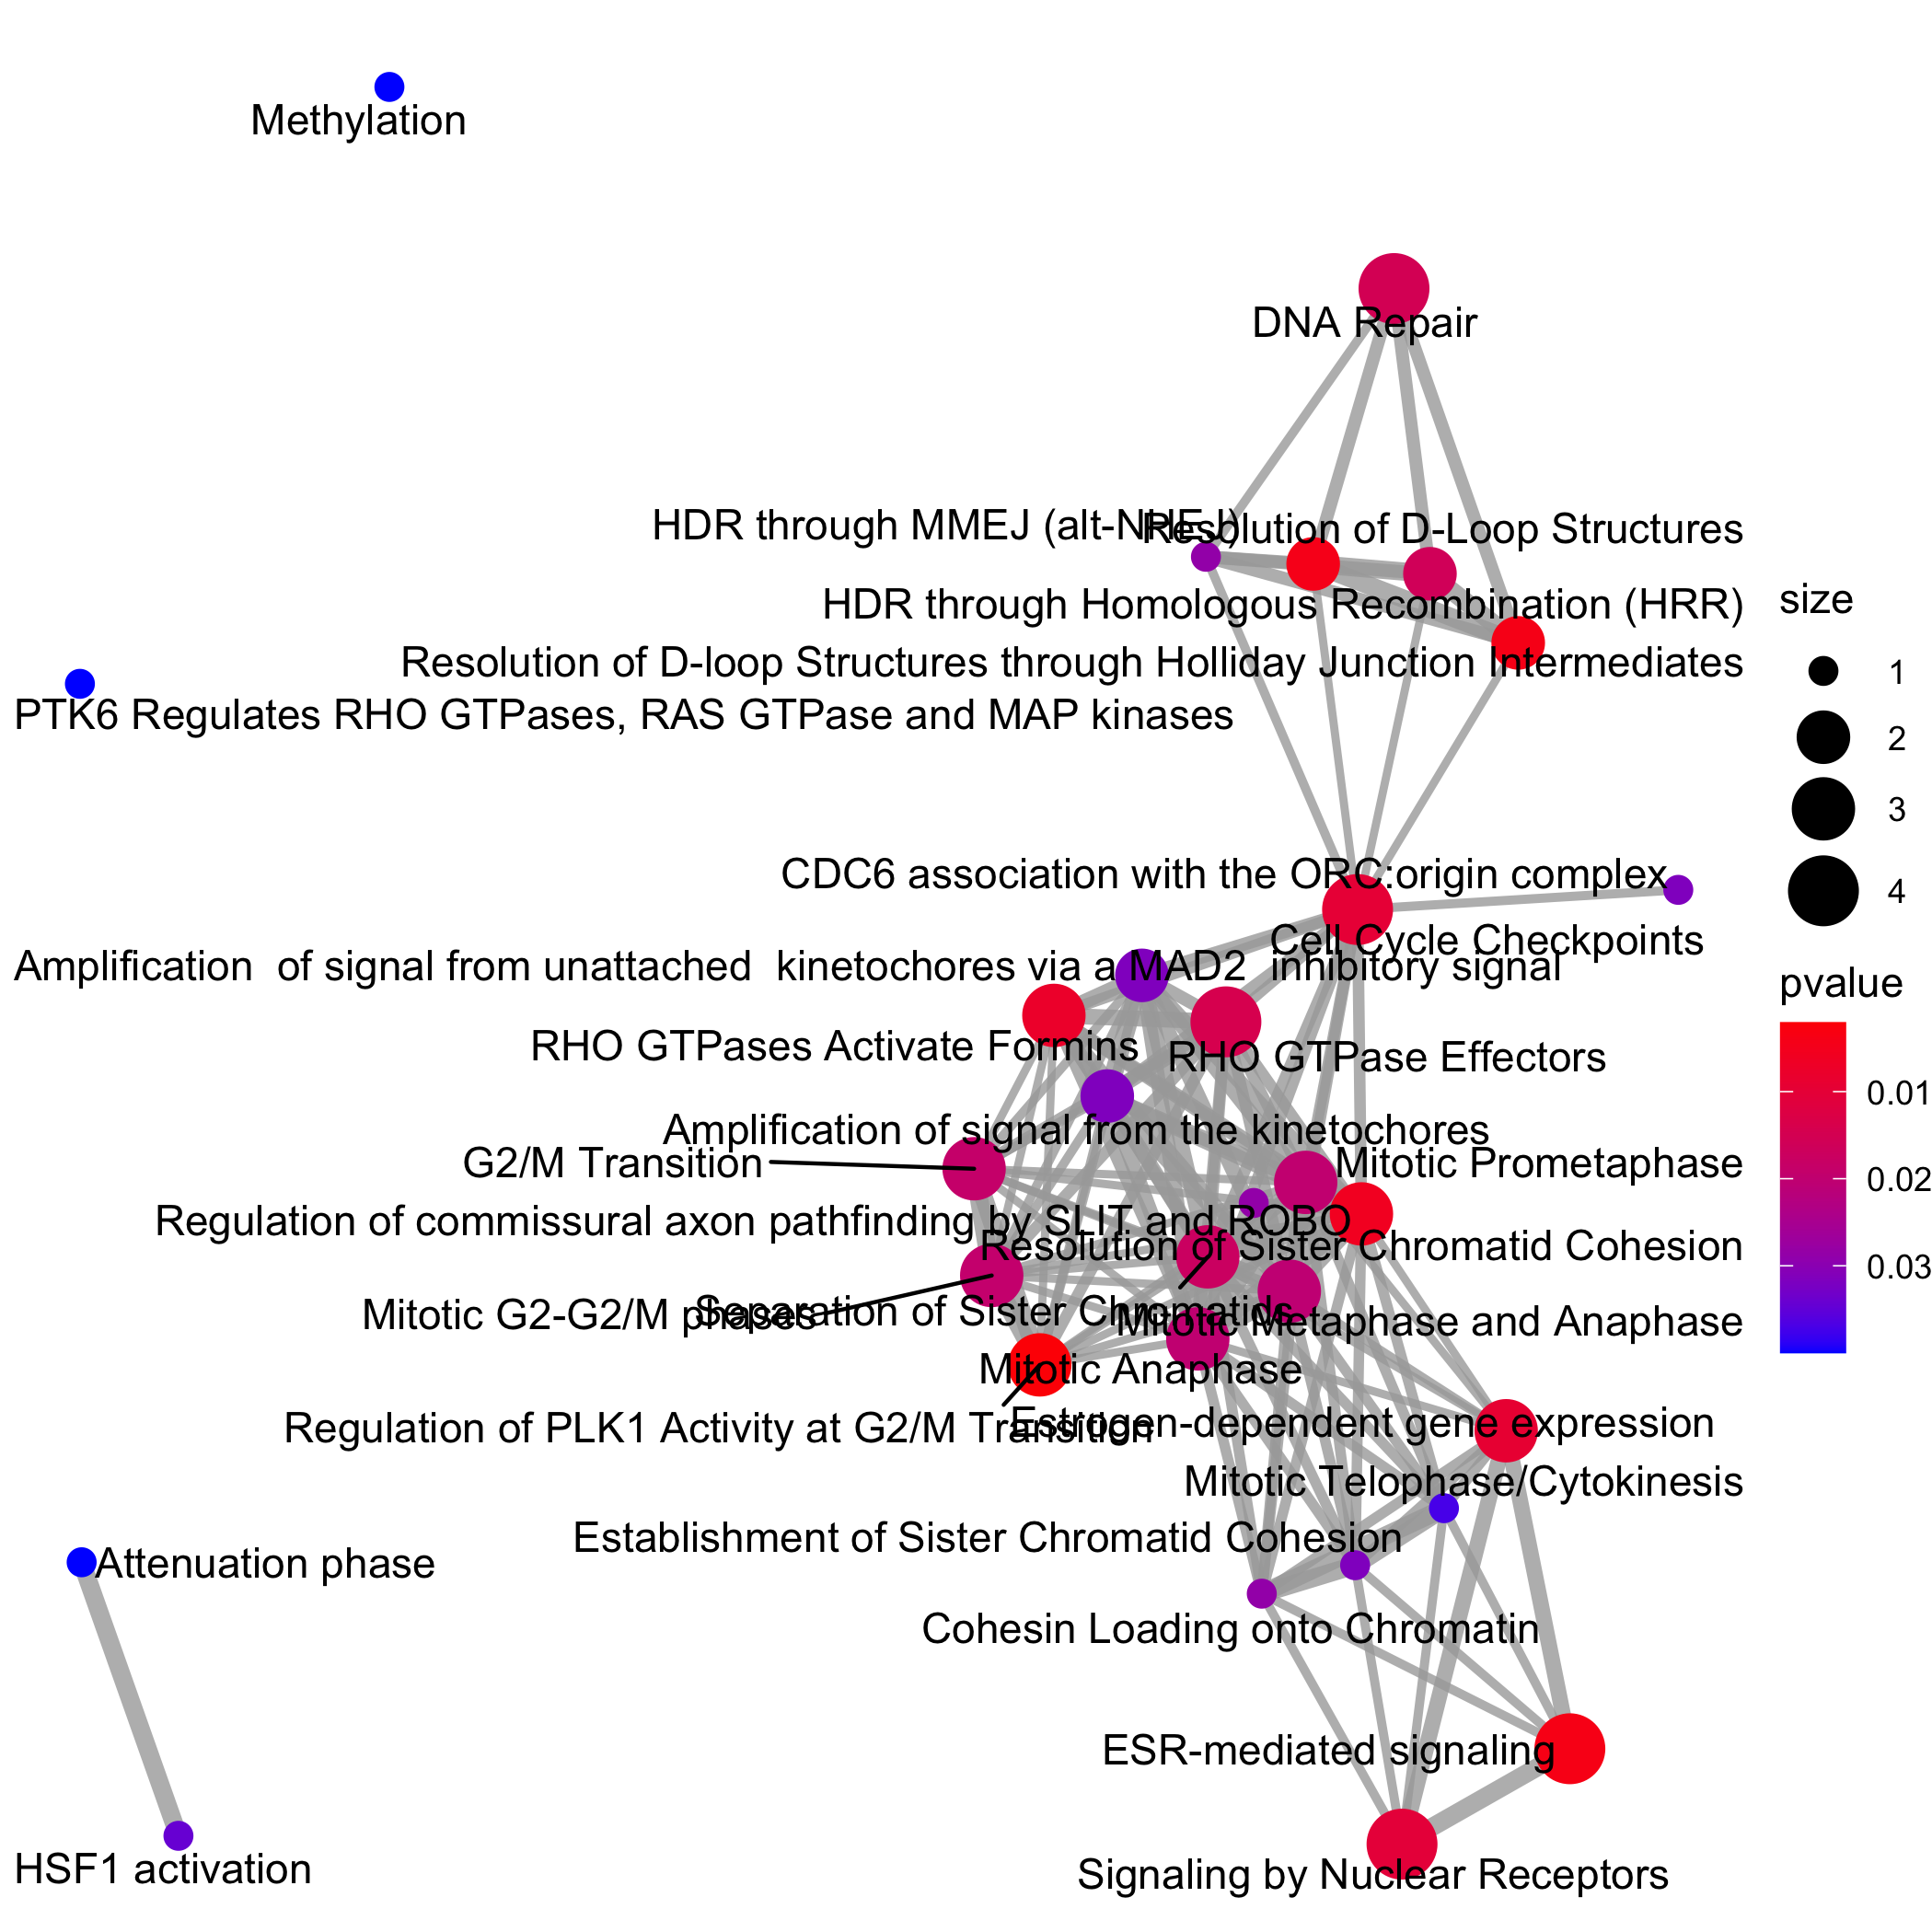 Methylation
DNA Repair
HDR through MMEJ (alt-NHEJ)
Resolution of D-Loop Structures
HDR through Homologous Recombination (HRR)
Resolution of D-loop Structures through Holliday Junction Intermediates
PTK6 Regulates RHO GTPases, RAS GTPase and MAP kinases
CDC6 association with the ORC:origin complex
Cell Cycle Checkpoints
Amplification  of signal from unattached  kinetochores via a MAD2  inhibitory signal
RHO GTPases Activate Formins
RHO GTPase Effectors
Amplification of signal from the kinetochores
G2/M Transition
Mitotic Prometaphase
Regulation of commissural axon pathfinding by SLIT and ROBO
Resolution of Sister Chromatid Cohesion
Separation of Sister Chromatids
Mitotic G2-G2/M phases
Mitotic Metaphase and Anaphase
Mitotic Anaphase
Regulation of PLK1 Activity at G2/M Transition
Estrogen-dependent gene expression
Mitotic Telophase/Cytokinesis
Establishment of Sister Chromatid Cohesion
Attenuation phase
Cohesin Loading onto Chromatin
ESR-mediated signaling
HSF1 activation
Signaling by Nuclear Receptors
size
1
2
3
4
pvalue
0.01
0.02
0.03